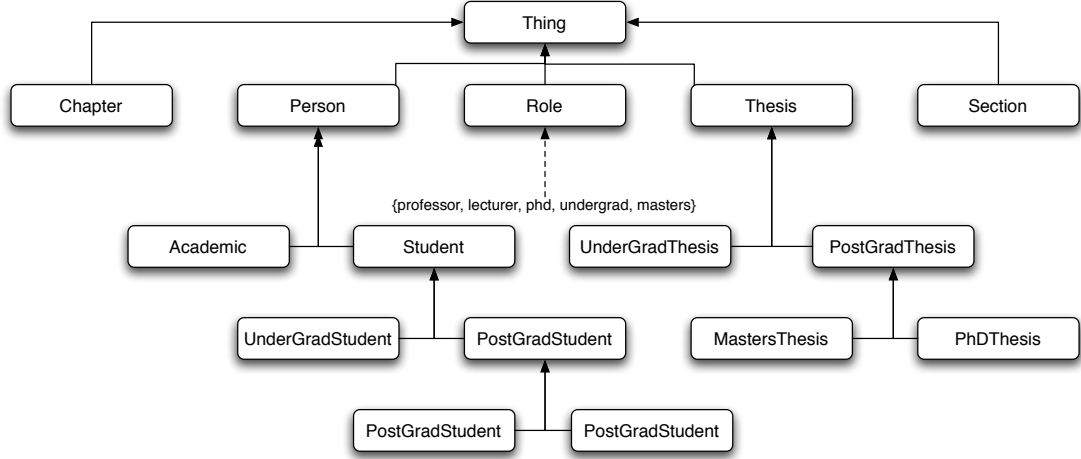 Thing
Chapter
Person
Role
Thesis
Section
{professor, lecturer, phd, undergrad, masters}
Academic
Student
UnderGradThesis
PostGradThesis
UnderGradStudent
PostGradStudent
MastersThesis
PhDThesis
PostGradStudent
PostGradStudent